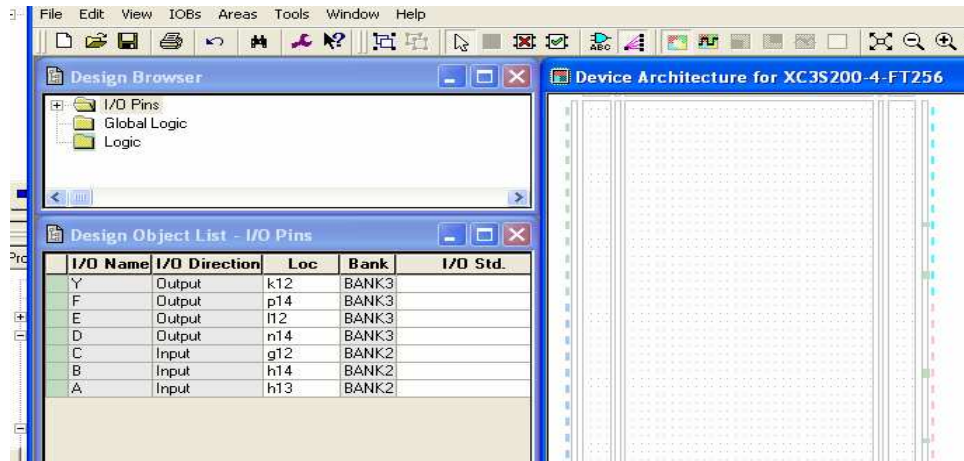 File Edit View IOBs Areas Tools Window Help
ABC
Design Browser
I/O Pins
Global Logic
Logic
Design Object List - I/O Pins
I/O Name I/O Direction Loc Bank I/O Std.
Y Output k12 BANK3
F Output p14 BANK3
E Output l12 BANK3
D Output n14 BANK3
C Input g12 BANK2
B Input h14 BANK2
A Input h13 BANK2
Device Architecture for XC3S200-4-FT256